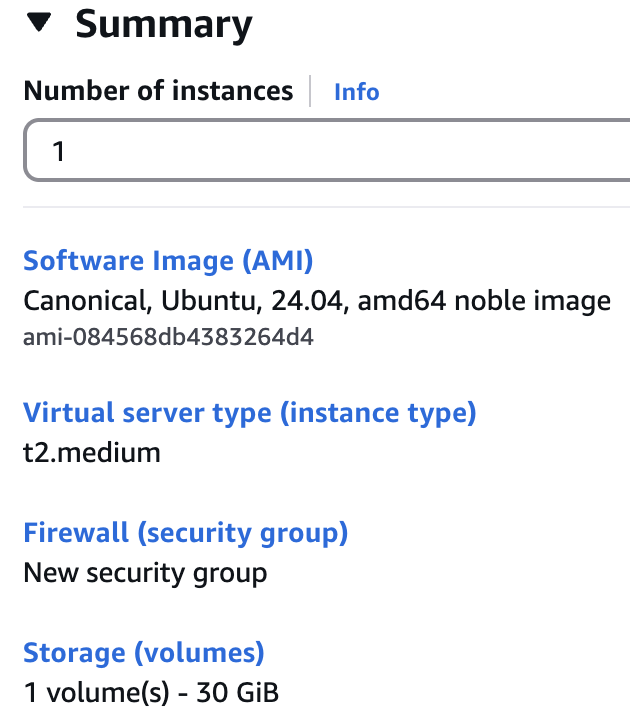 Summary
Number of instances Info
1
Software Image (AMI)
Canonical, Ubuntu, 24.04, amd64 noble image
ami-084568db4383264d4
Virtual server type (instance type)
t2.medium
Firewall (security group)
New security group
Storage (volumes)
1 volume(s) - 30 GiB